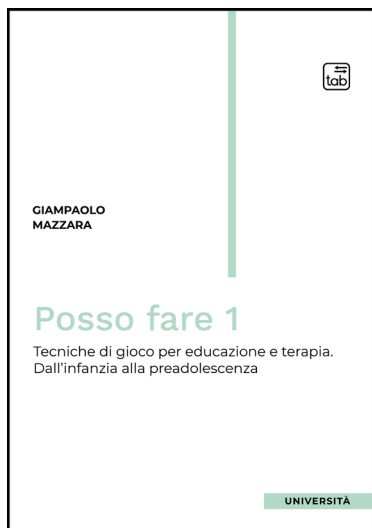 tab
GIAMPAOLO
MAZZARA
Posso fare 1
Tecniche di gioco per educazione e terapia.
Dall'infanzia alla preadolescenza
UNIVERSITÀ